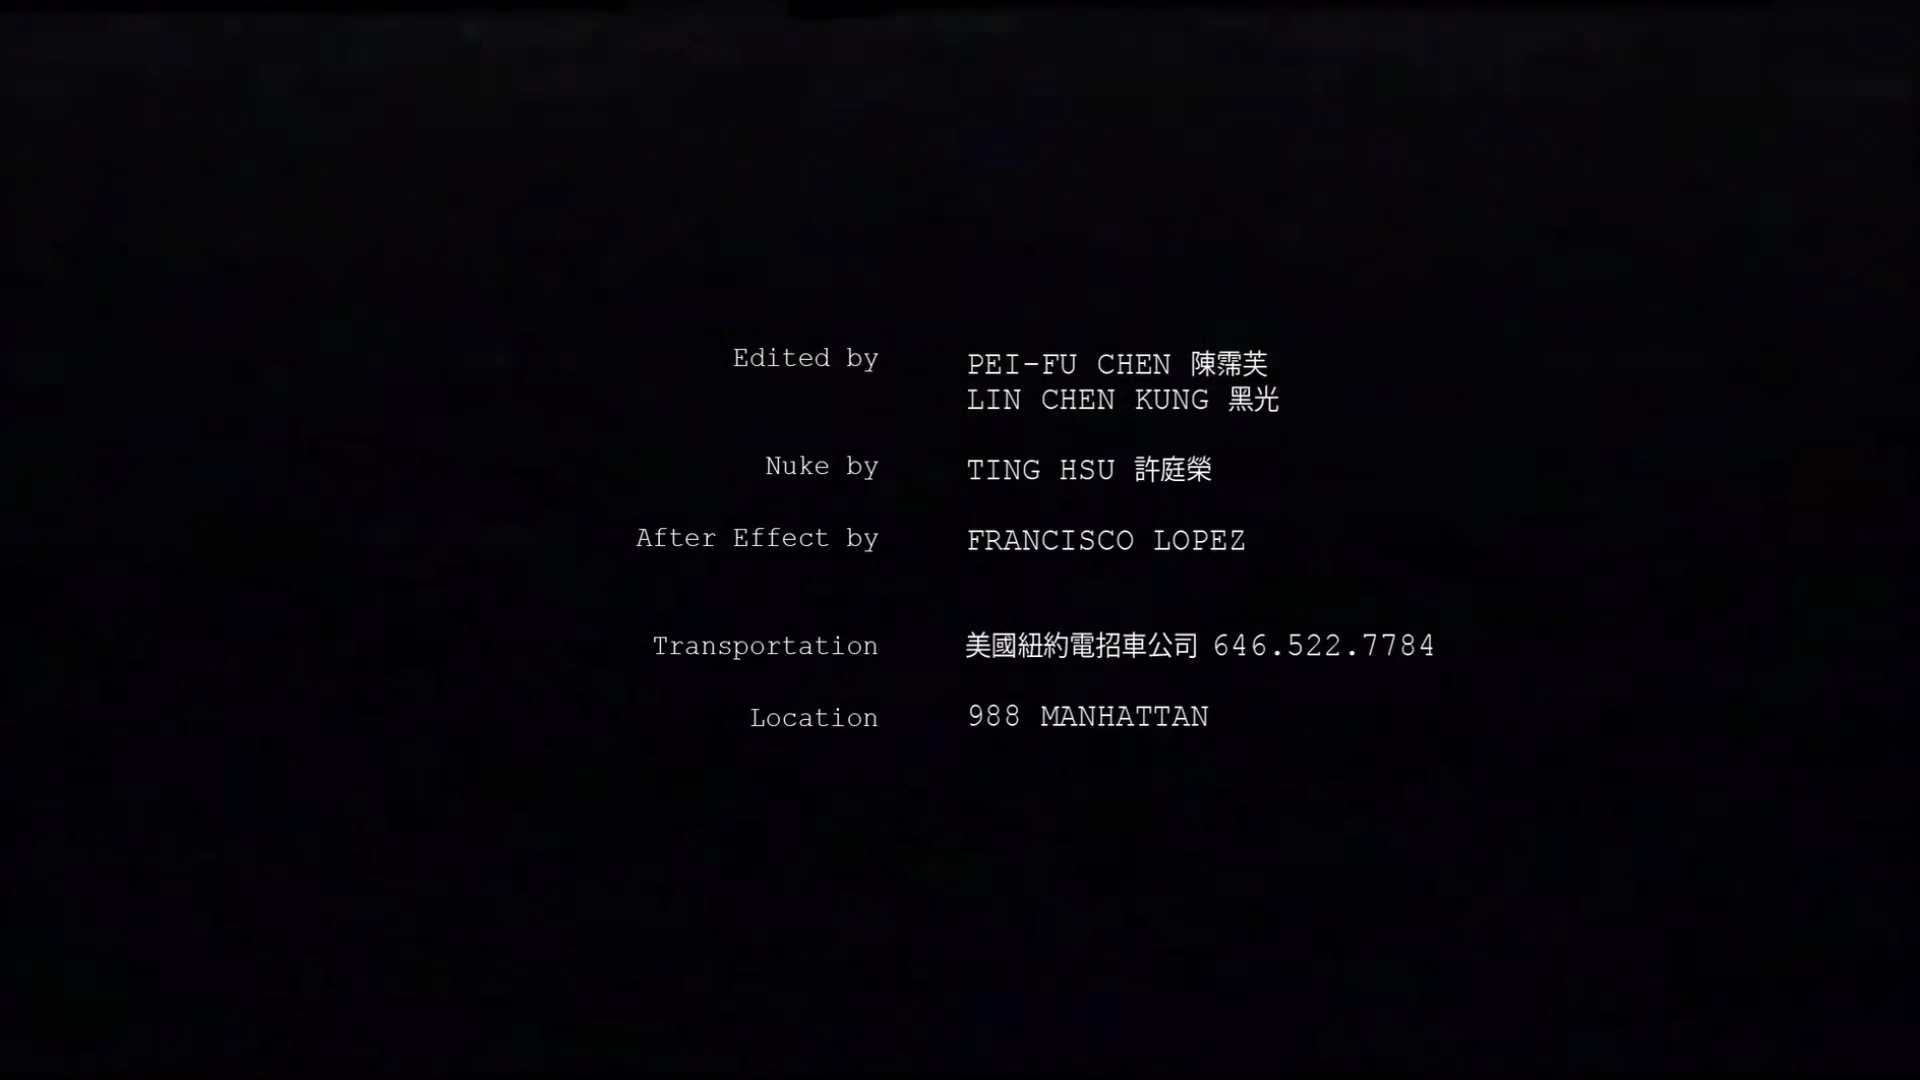 Edited by PEI-FU CHEN 陳霈芙
LIN CHEN KUNG 黑光
Nuke by TING HSU 許庭榮
After Effect by FRANCISCO LOPEZ
Transportation 美國紐約電招車公司 646.522.7784
Location 988 MANHATTAN